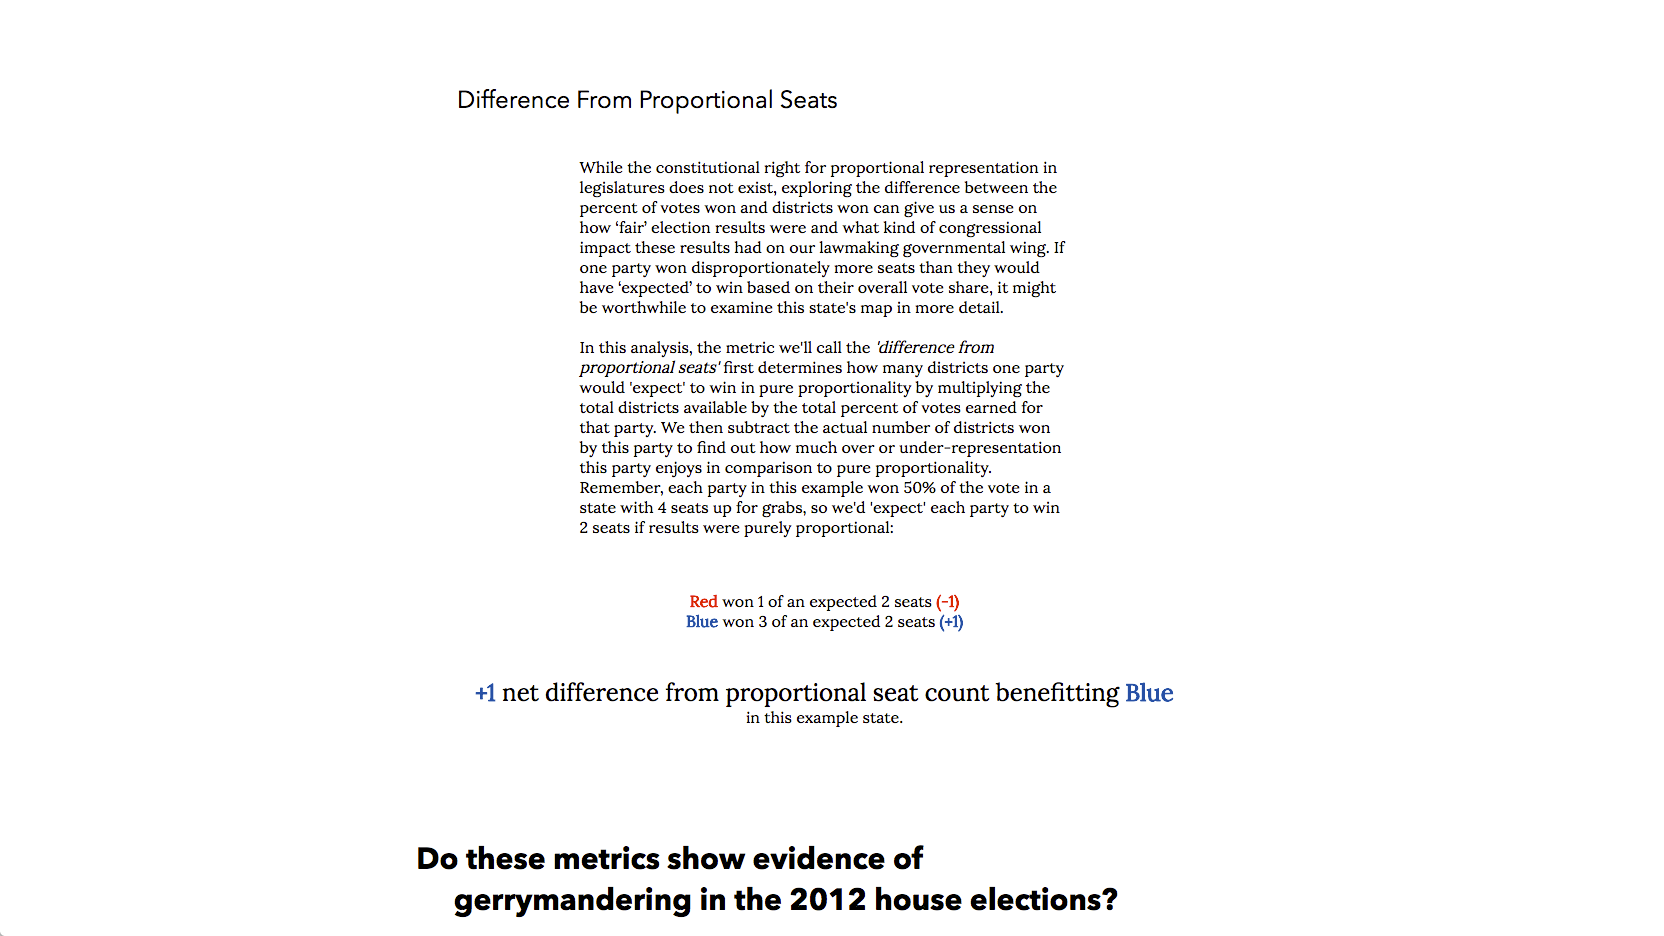 Difference From Proportional Seats
While the constitutional right for proportional representation in
legislatures does not exist, exploring the difference between the
percent of votes won and districts won can give us a sense on
how ‘fair’ election results were and what kind of congressional
impact these results had on our lawmaking governmental wing. If
one party won disproportionately more seats than they would
have ‘expected’ to win based on their overall vote share, it might
be worthwhile to examine this state's map in more detail.
In this analysis, the metric we'll call the 'difference from
proportional seats' first determines how many districts one party
would 'expect' to win in pure proportionality by multiplying the
total districts available by the total percent of votes earned for
that party. We then subtract the actual number of districts won
by this party to find out how much over or under-representation
this party enjoys in comparison to pure proportionality.
Remember, each party in this example won 50% of the vote in a
state with 4 seats up for grabs, so we'd 'expect' each party to win
2 seats if results were purely proportional:
Red won 1 of an expected 2 seats (-1)
Blue won 3 of an expected 2 seats (+1)
+1 net difference from proportional seat count benefitting Blue
in this example state.
Do these metrics show evidence of
gerrymandering in the 2012 house elections?